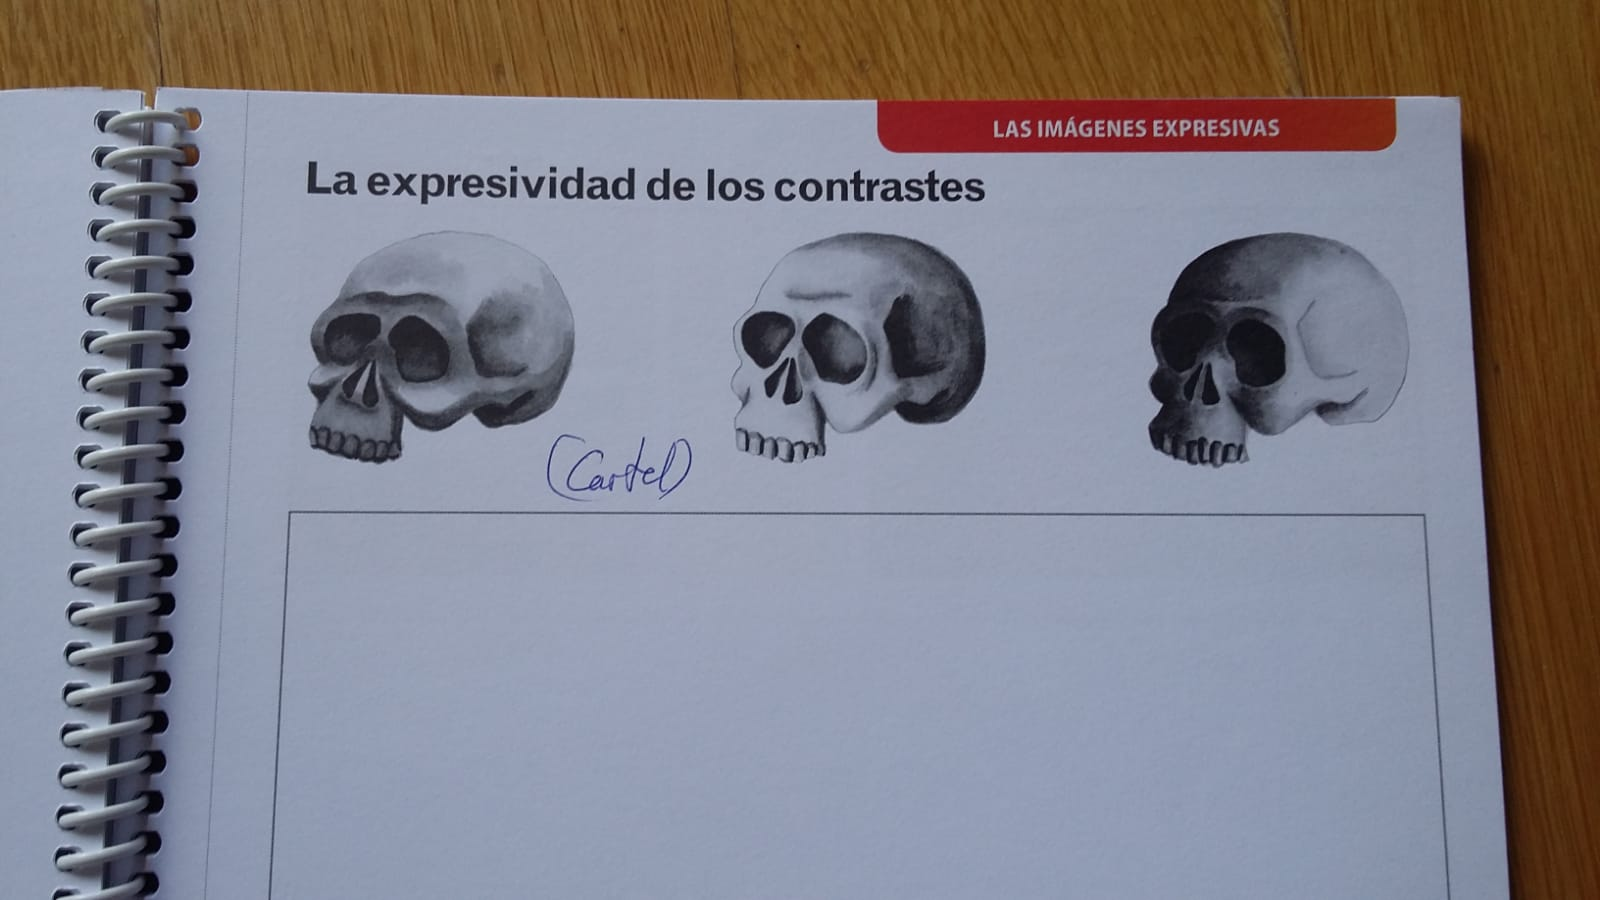 LAS IMÁGENES EXPRESIVAS
La expresividad de los contrastes
(Cartel)